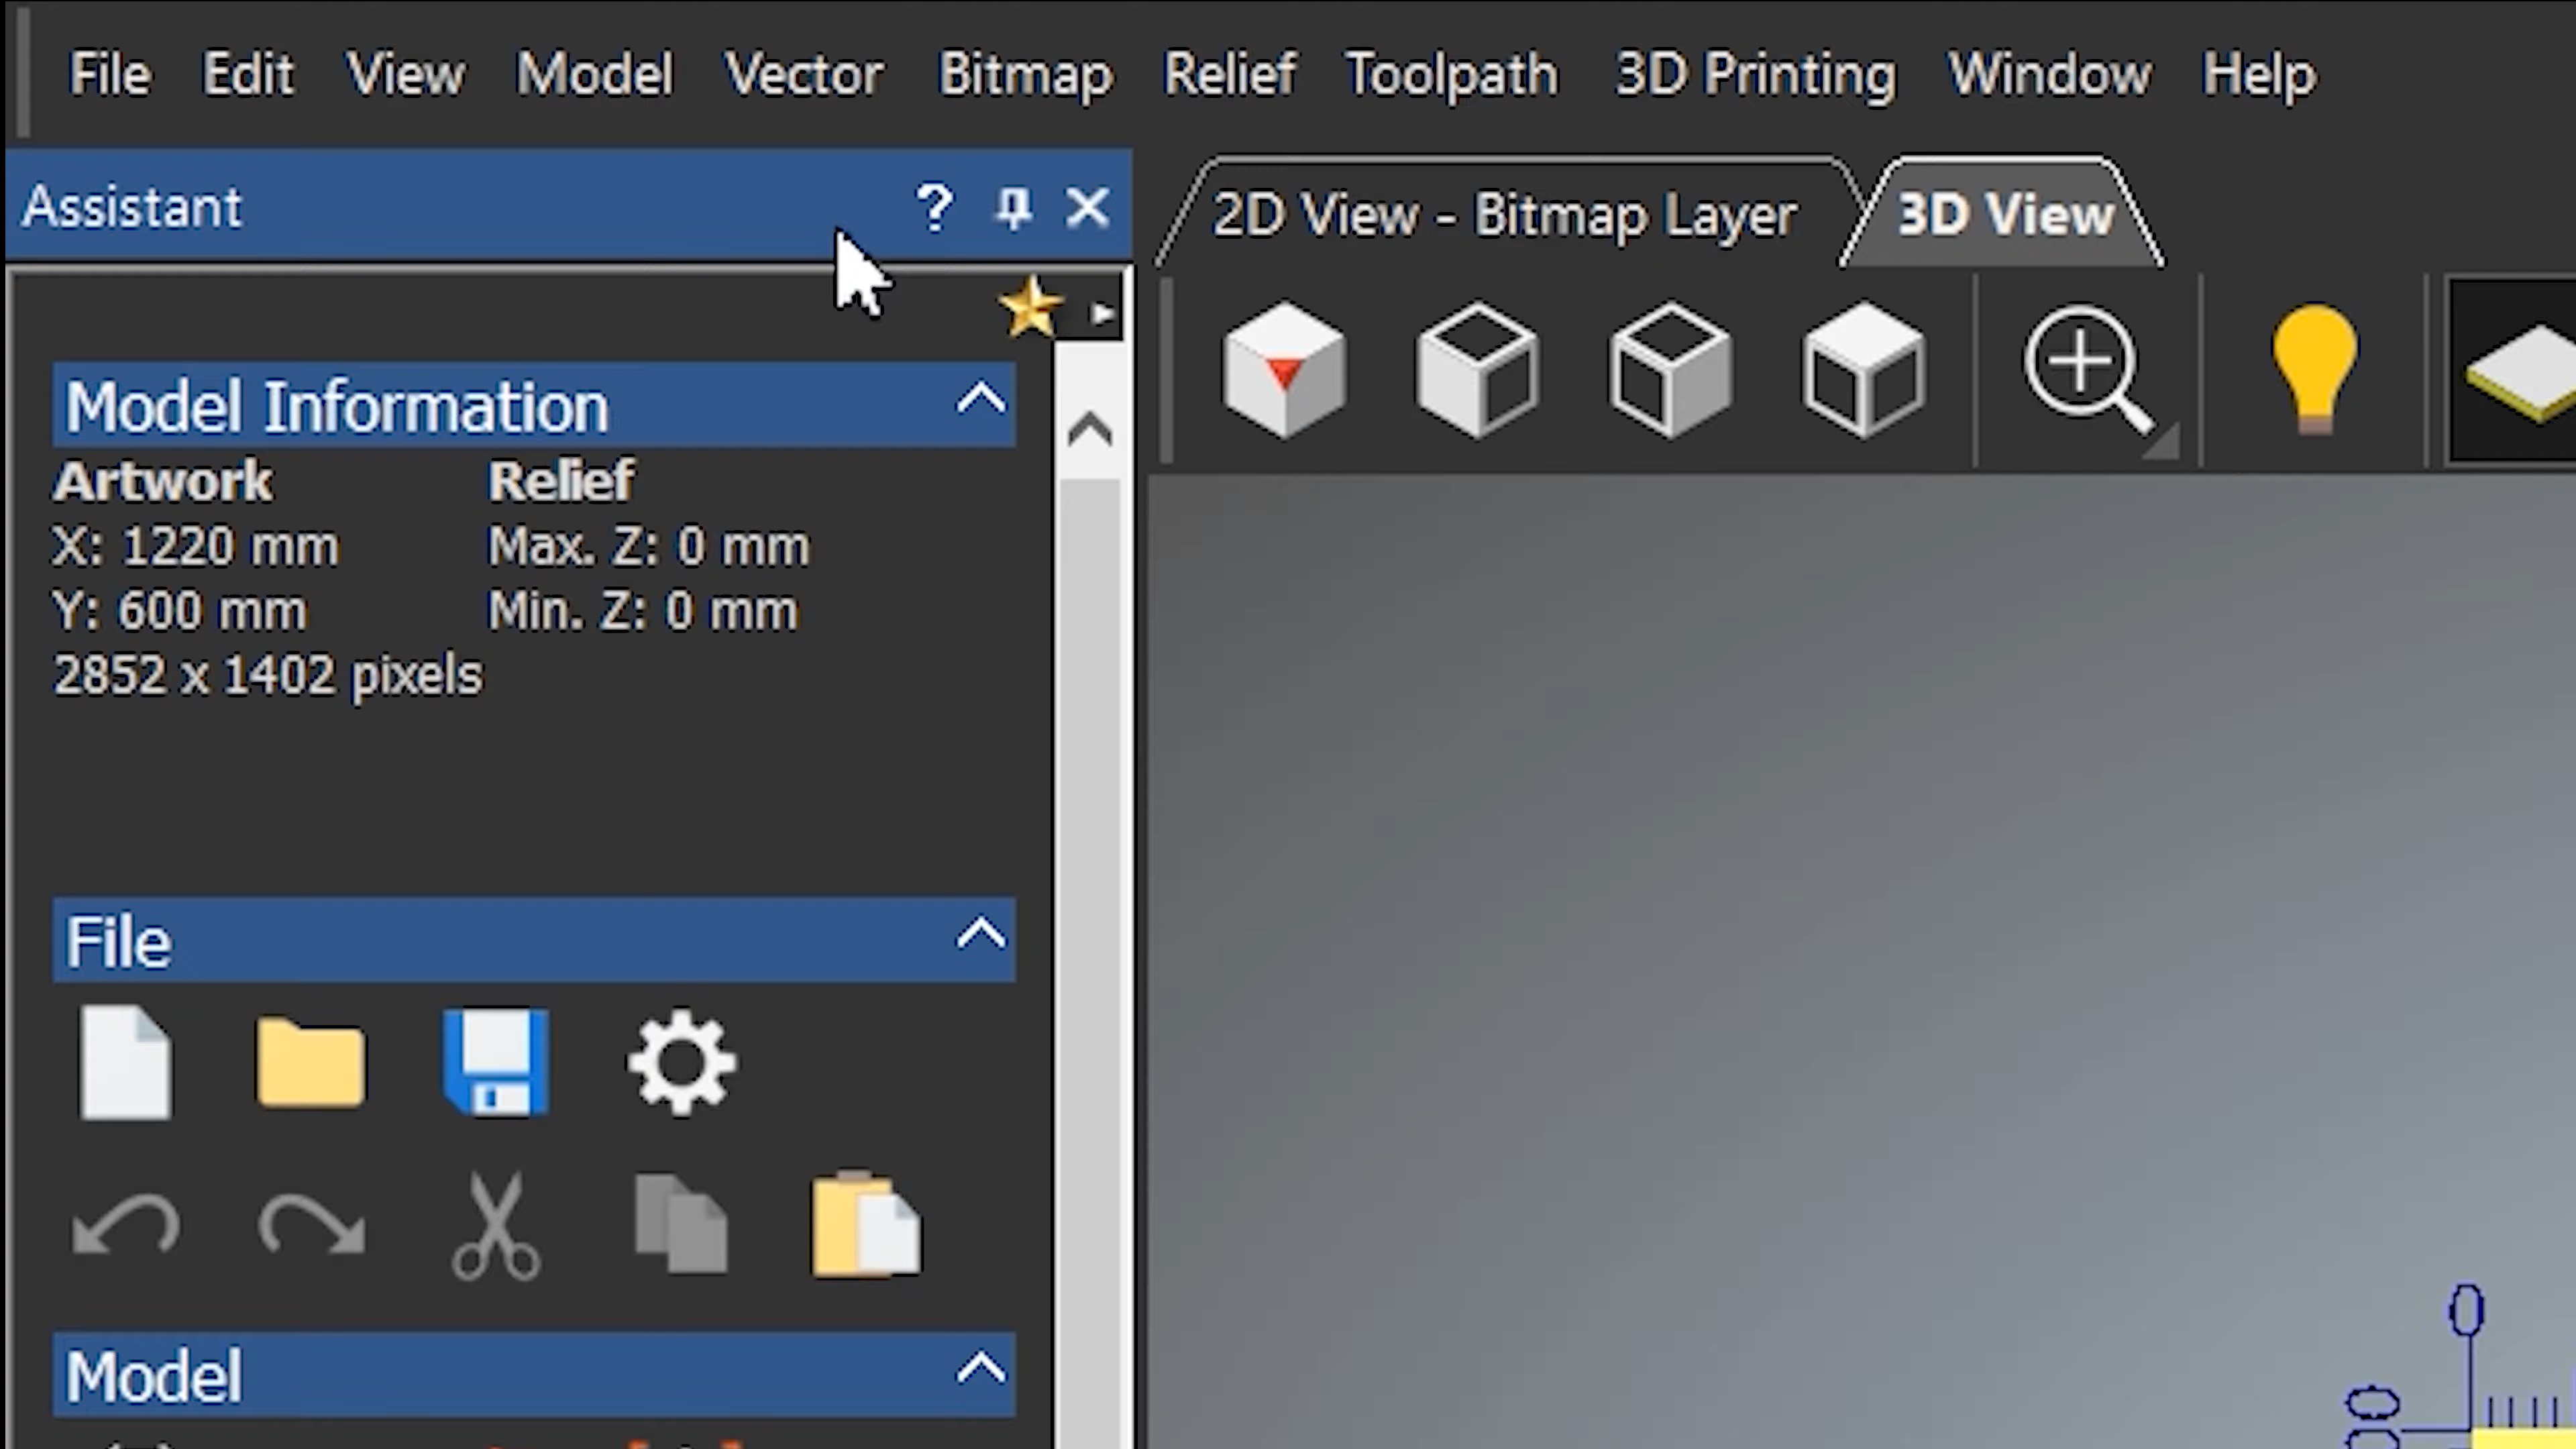 File Edit View Model Vector Bitmap Relief Toolpath 3D Printing Window Help
Assistant
2D View - Bitmap Layer
3D View
Model Information
Artwork Relief
X: 1220 mm Max. Z: 0 mm
Y: 600 mm Min. Z: 0 mm
2852 x 1402 pixels
File
Model
0